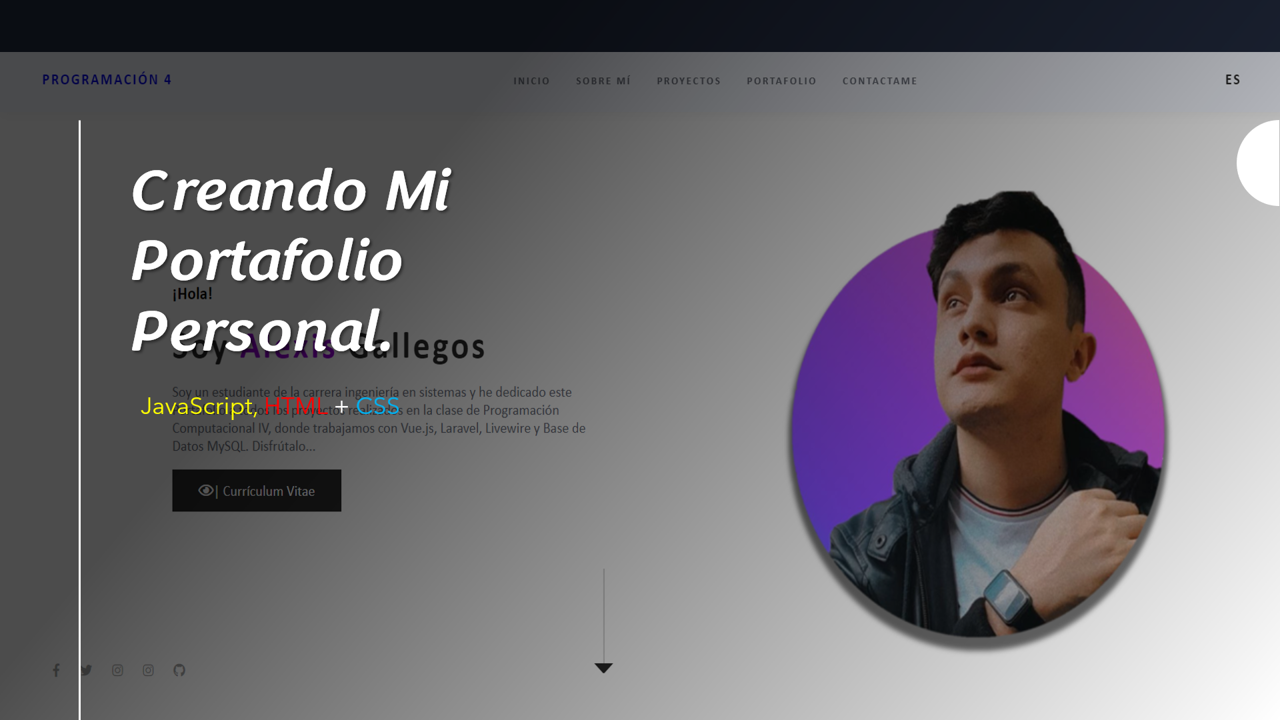 PROGRAMACIÓN 4
INICIO SOBRE MÍ PROYECTOS PORTAFOLIO CONTACTAME
ES
Creando Mi
Portafolio
Personal.
¡Hola!
Soy Alexis Gallegos
JavaScript, HTML + CSS
Soy un estudiante de la carrera ingeniería en sistemas y he dedicado este
los proyectos realizados en la clase de Programación
Computacional IV, donde trabajamos con Vue.js, Laravel, Livewire y Base de
Datos MySQL. Disfrútalo...
| Currículum Vitae